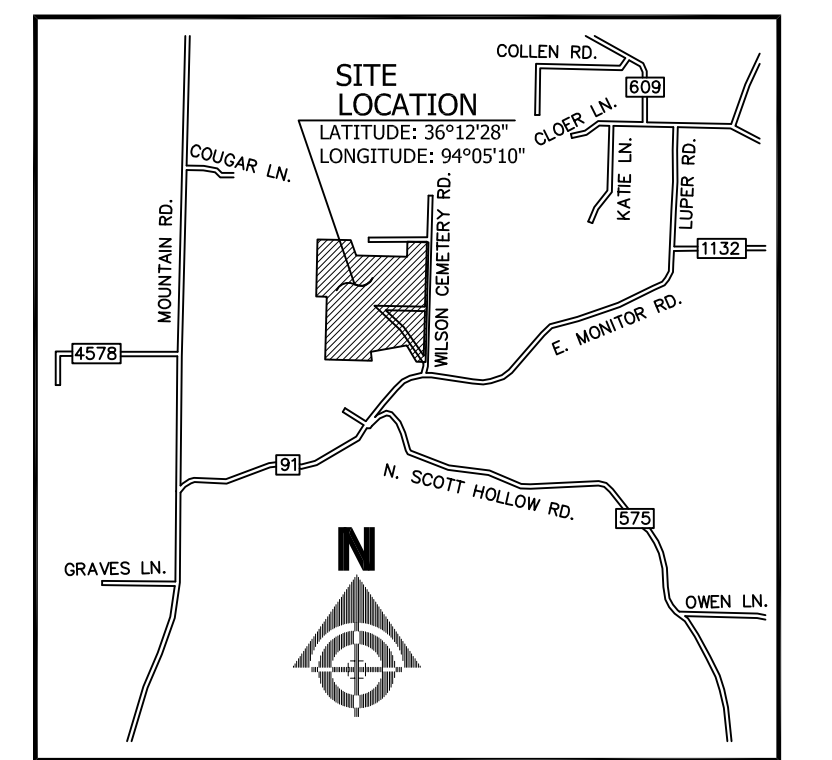 COLLEN RD.
609
SITE
LOCATION
LATITUDE: 36°12'28"
LONGITUDE: 94°05'10"
CLOER LN.
COUGAR LN.
KATIE LN.
LUPER RD.
MOUNTAIN RD.
WILSON CEMETERY RD.
1132
E. MONITOR RD.
4578
91
N. SCOTT HOLLOW RD.
575
N
GRAVES LN.
OWEN LN.